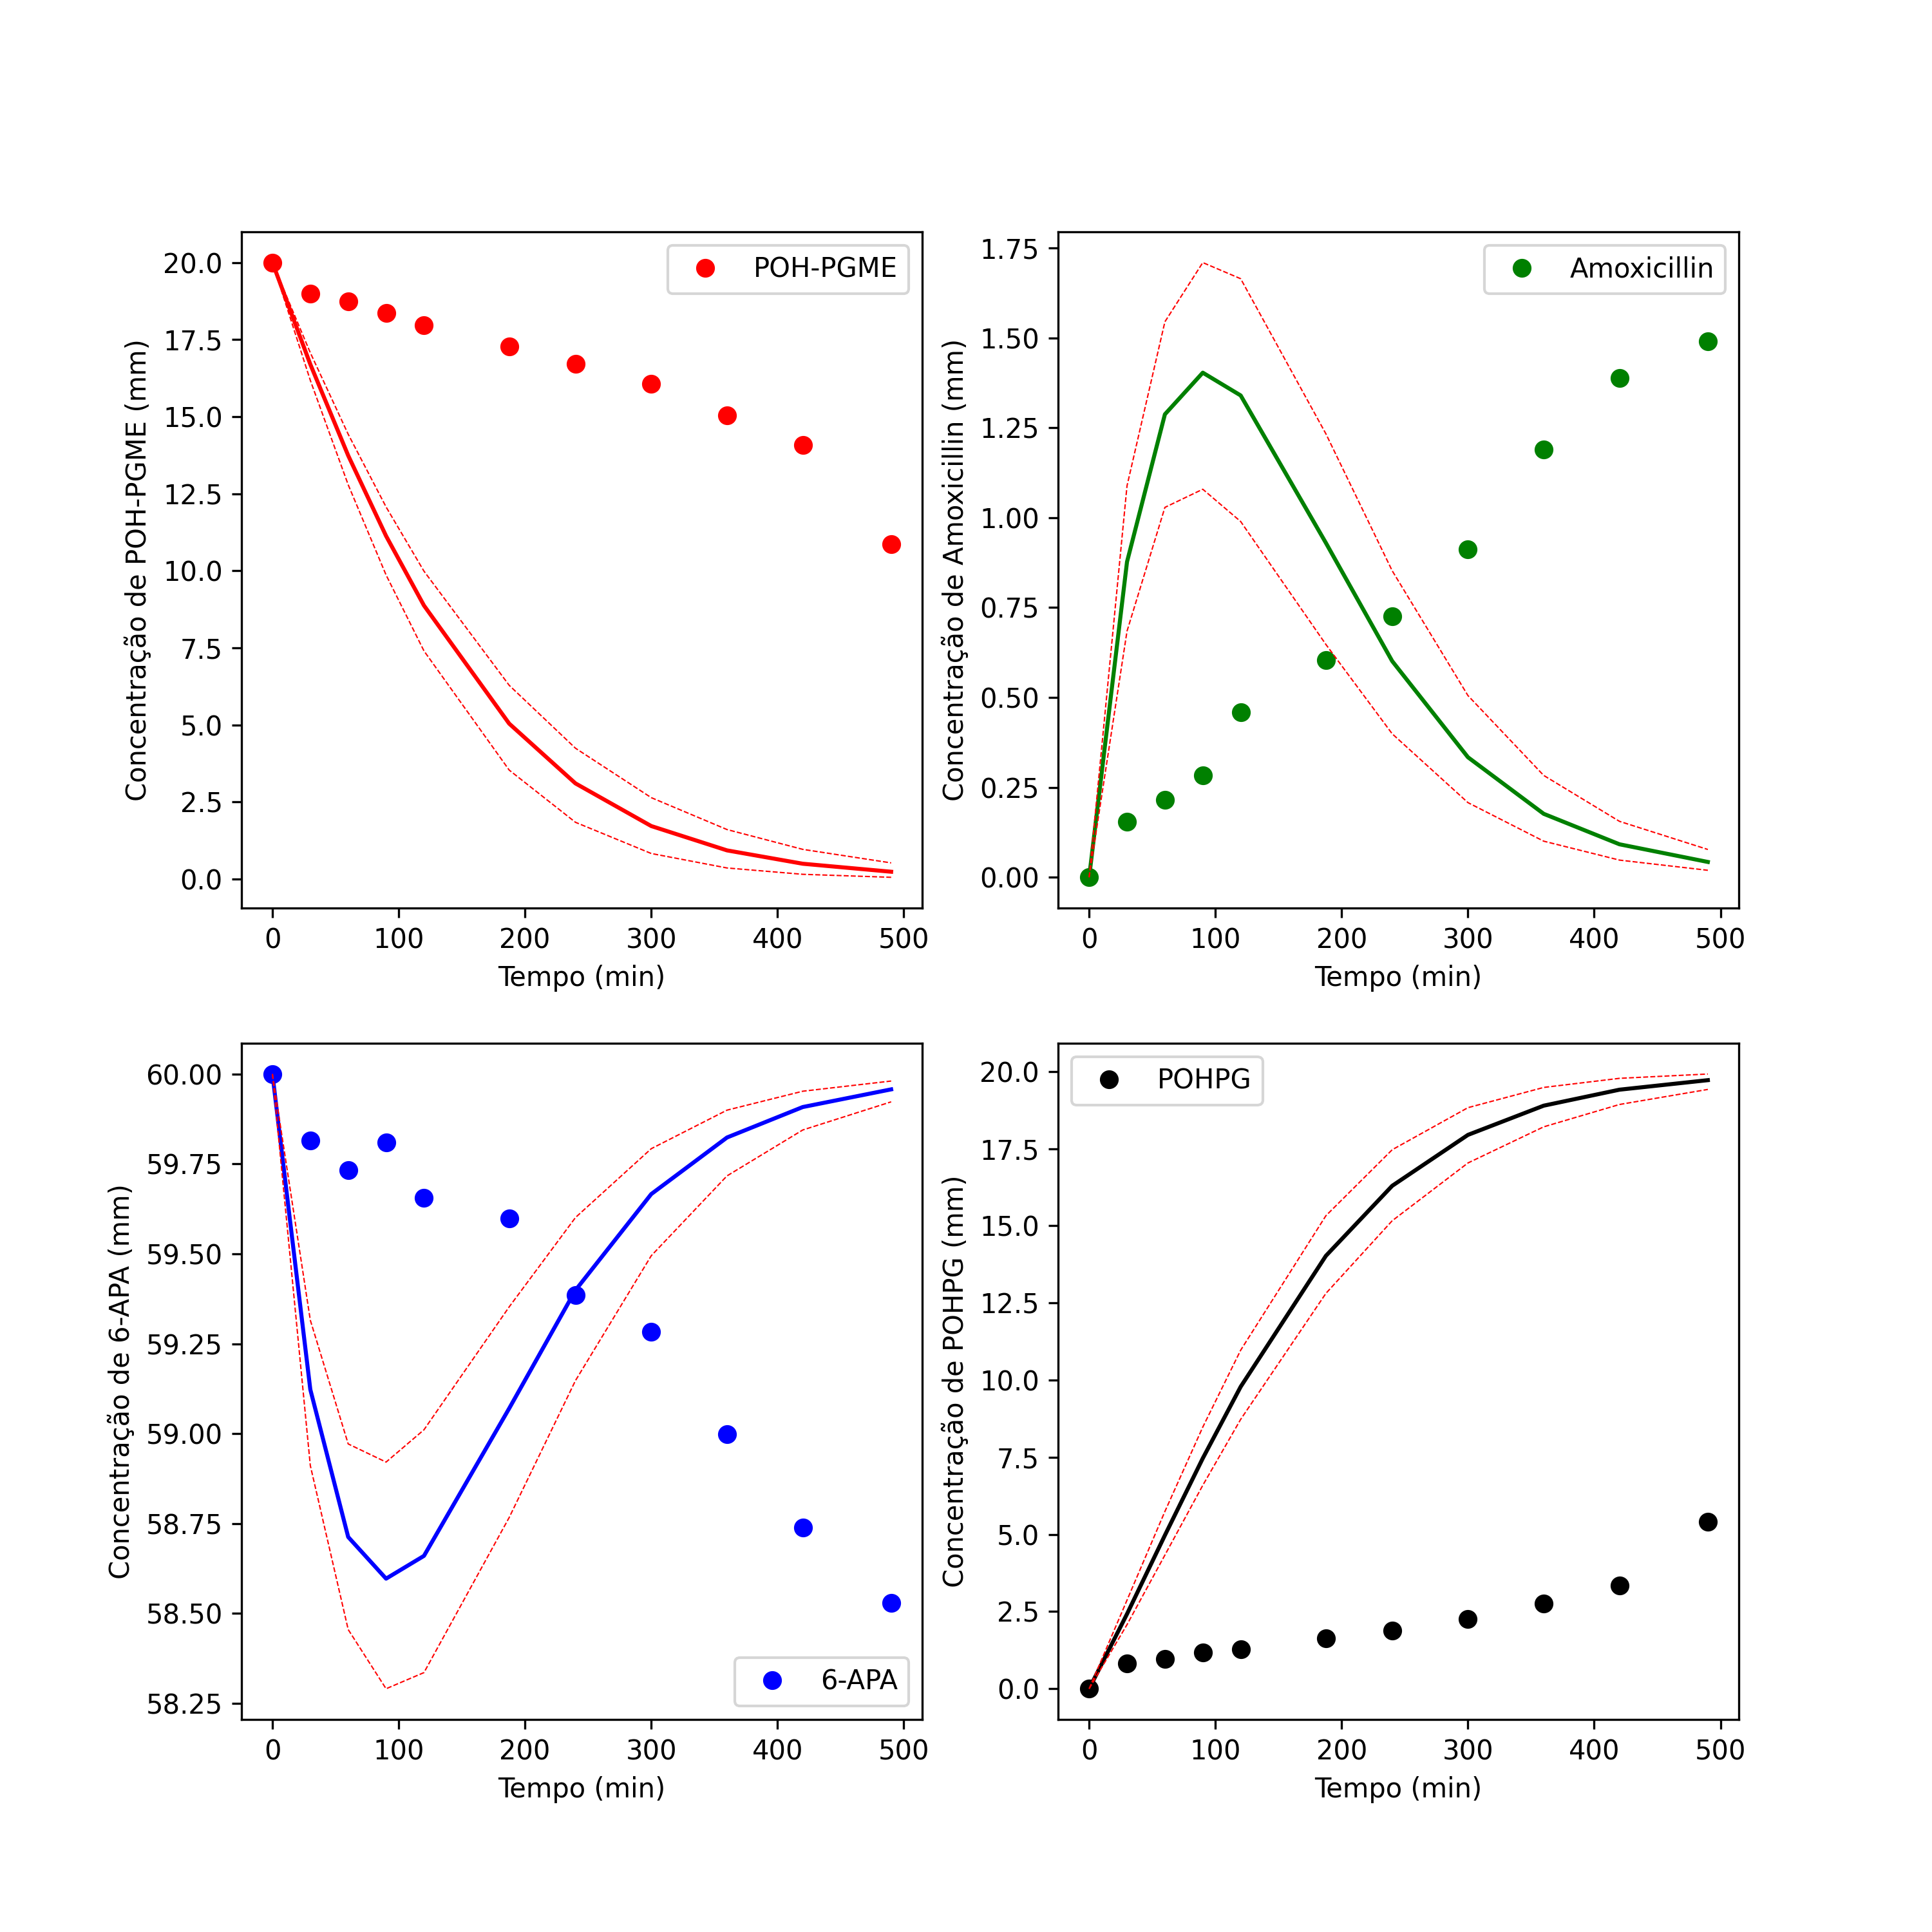 POH-PGME
Concentração de POH-PGME (mm)
20.0
17.5
15.0
12.5
10.0
7.5
5.0
2.5
0.0
0 100 200 300 400 500
Tempo (min)
Amoxicillin
Concentração de Amoxicillin (mm)
1.75
1.50
1.25
1.00
0.75
0.50
0.25
0.00
0 100 200 300 400 500
Tempo (min)
6-APA
Concentração de 6-APA (mm)
60.00
59.75
59.50
59.25
59.00
58.75
58.50
58.25
0 100 200 300 400 500
Tempo (min)
POHPG
Concentração de POHPG (mm)
20.0
17.5
15.0
12.5
10.0
7.5
5.0
2.5
0.0
0 100 200 300 400 500
Tempo (min)